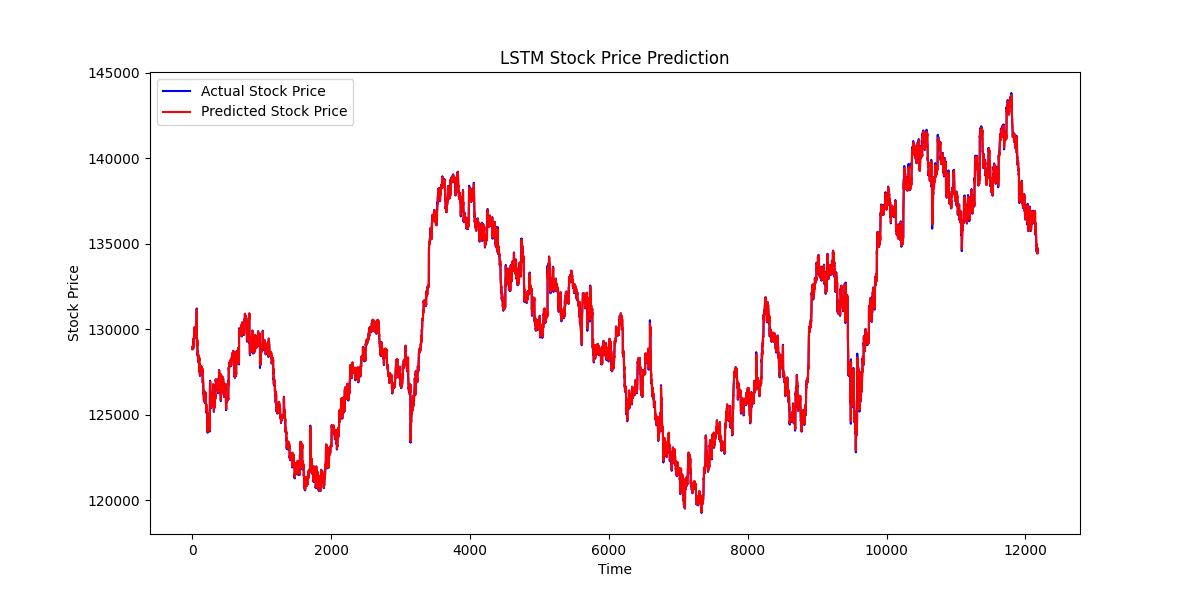 LSTM Stock Price Prediction
Actual Stock Price
Predicted Stock Price
Stock Price
145000
140000
135000
130000
125000
120000
0 2000 4000 6000 8000 10000 12000
Time